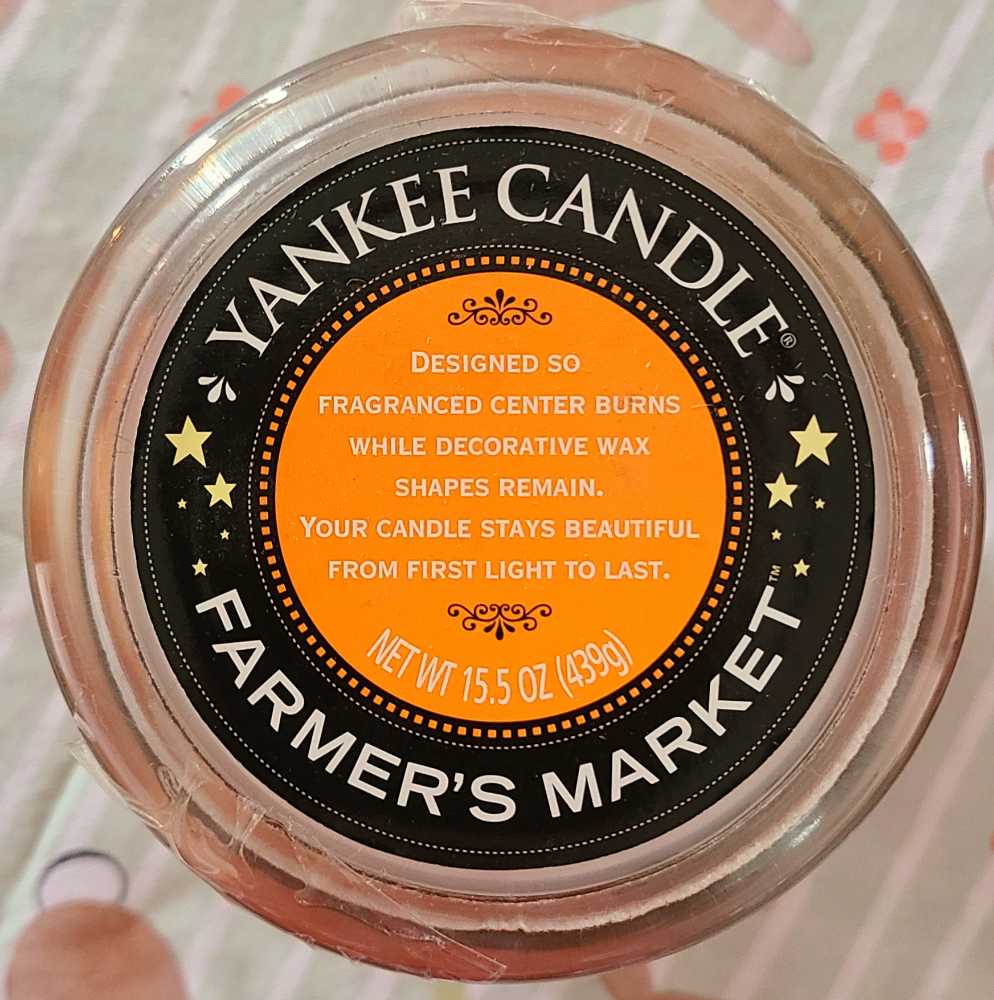 YANKEE CANDLE®
DESIGNED SO
FRAGRANCED CENTER BURNS
WHILE DECORATIVE WAX
SHAPES REMAIN.
YOUR CANDLE STAYS BEAUTIFUL
FROM FIRST LIGHT TO LAST.
NET WT 15.5 OZ (439g)
FARMER'S MARKET™